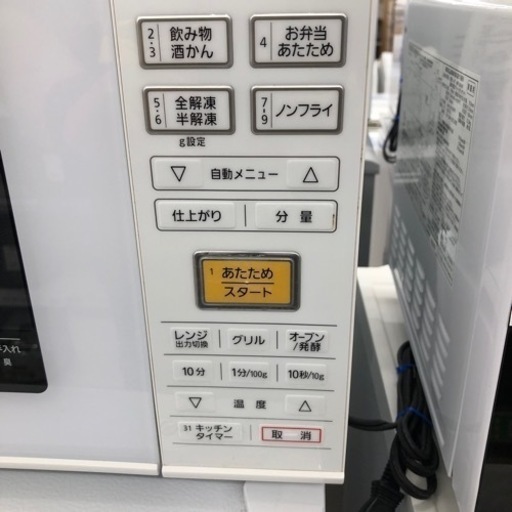 2・3 飲み物
酒かん
4 お弁当
あたため
5・6 全解凍
半解凍
g設定
7・9 ノンフライ
▽ 自動メニュー △
仕上がり 分量
1 あたため
スタート
レンジ
出力切換
グリル
オーブン
/発酵
10分 1分/100g 10秒/10g
▽ 温度 △
31 キッチン
タイマー
取消
手入れ
臭